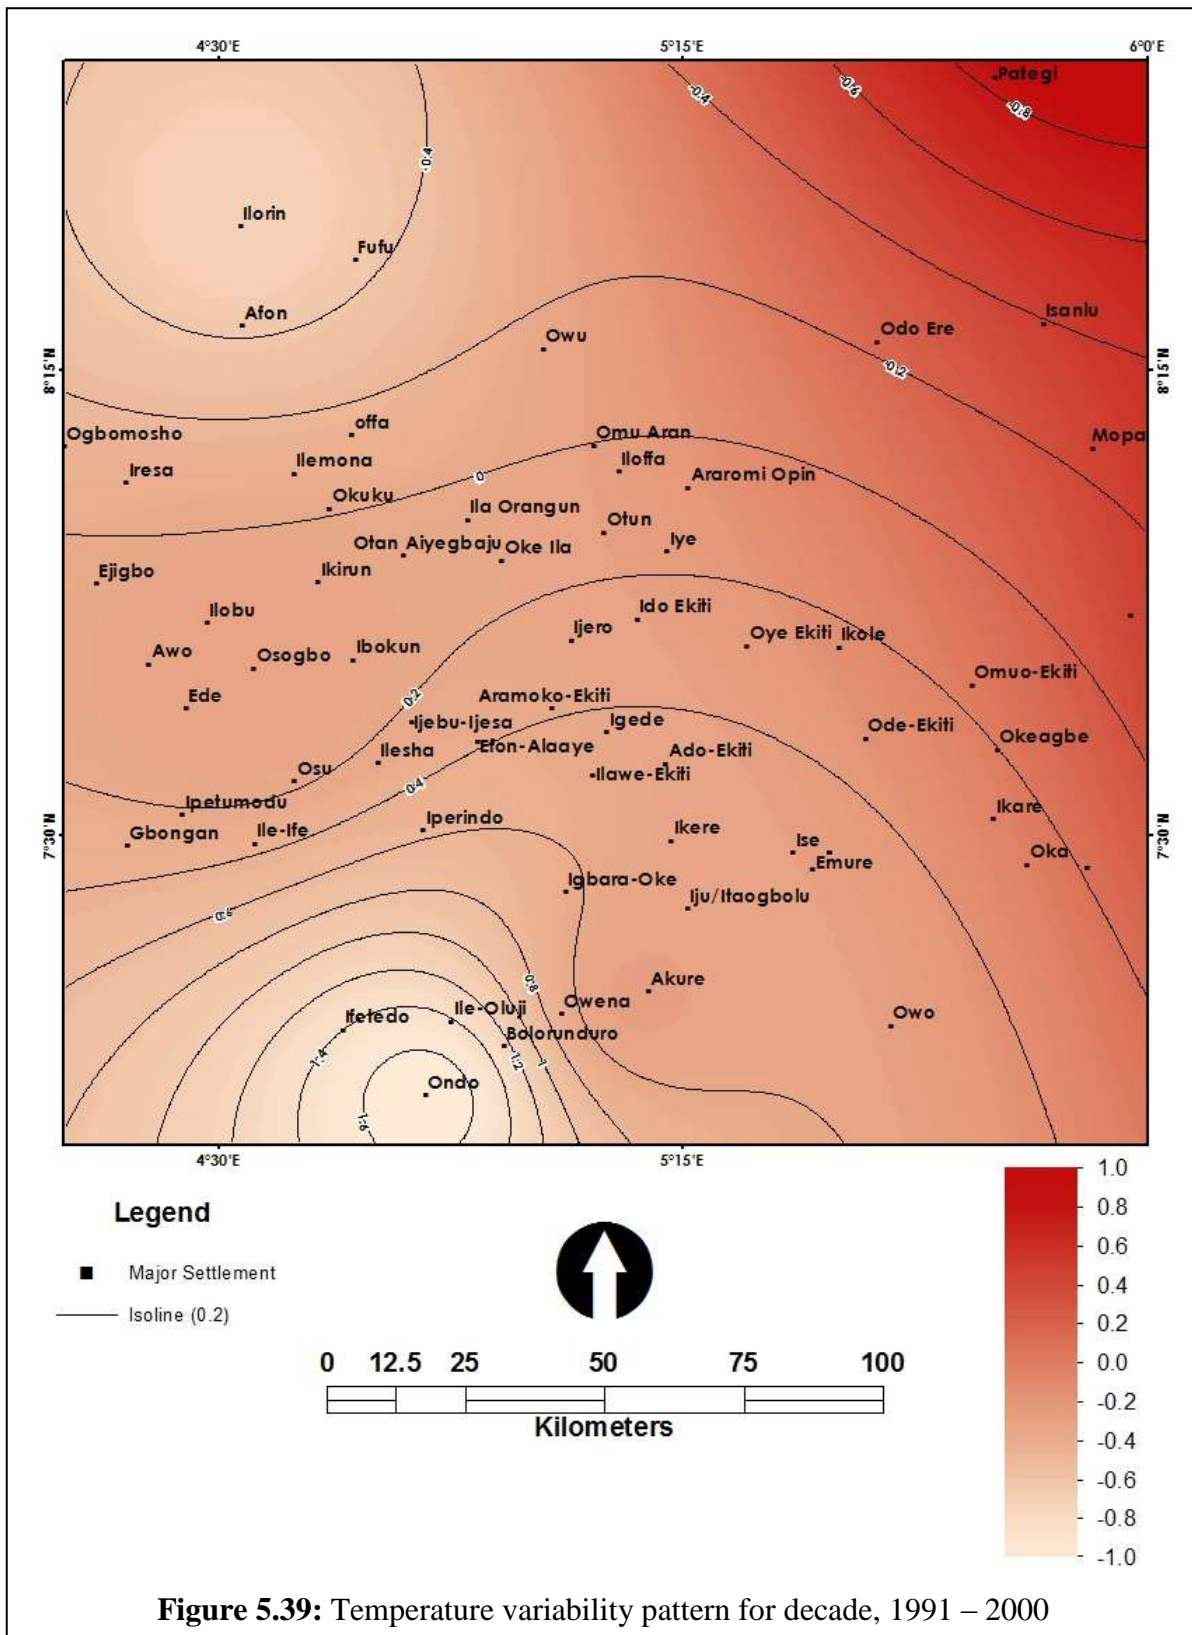 4°30'E 5°15'E 6°0'E
Pategi
-0.4 -0.6 -0.8
-0.4
Ilorin
Fufu
Afon
Isanlu
Odo Ere
Owu
8°15'N 8°15'N
-0.2
offa
Ogbomosho Omu Aran Mopa
Iresa Ilemona Iloffa
0 Araromi Opin
Okuku
Ila Orangun
Otun
Otan Aiyegbaju Oke Ila Iye
Ejigbo Ikirun
Ilobu Ido Ekiti
Ijero Oye Ekiti Ikole
Awo Osogbo Ibokun
Omuo-Ekiti
Ede 0.2 Aramoko-Ekiti
Ijebu-Ijesa Igede Ode-Ekiti
Ilesha Efon-Alaaye Ado-Ekiti Okeagbe
Osu Ilawe-Ekiti
0.4
Ipetumodu Ikare
Gbongan Ile-Ife Iperindo Ikere
7°30'N 7°30'N
Ise Oka
Emure
Igbara-Oke
Iju/Itaogbolu
0.6
Akure
0.8
Ifetedo Ile-Oluji Owena Owo
Bolorunduro
1.4 1.2 1
Ondo
1.6
4°30'E 5°15'E
Legend
Major Settlement
Isoline (0.2)
0 12.5 25 50 75 100
Kilometers
1.0
0.8
0.6
0.4
0.2
0.0
-0.2
-0.4
-0.6
-0.8
-1.0
Figure 5.39: Temperature variability pattern for decade, 1991 – 2000